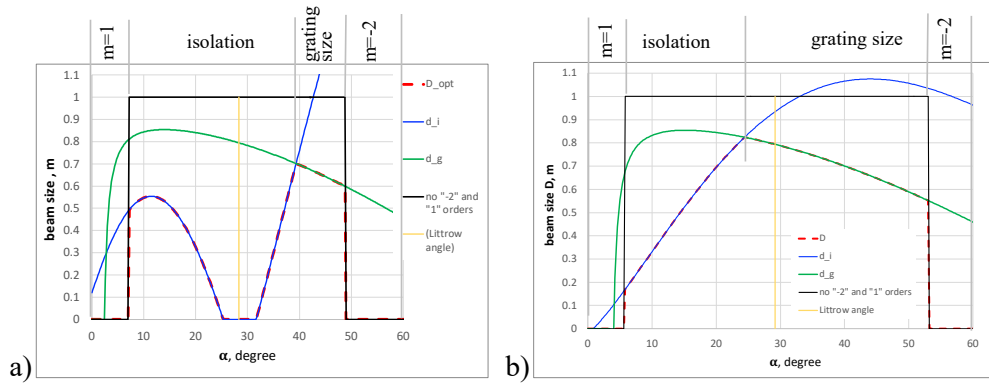 m=1
isolation
grating
size
m=-2
1.1
1
0.9
0.8
0.7
0.6
0.5
0.4
0.3
0.2
0.1
0
beam size , m
0 10 20 30 40 50 60
α, degree
D_opt
d_i
d_g
no "-2" and
"1" orders
(Littrow
angle)
a)
m=1
isolation
grating size
m=-2
1.1
1
0.9
0.8
0.7
0.6
0.5
0.4
0.3
0.2
0.1
0
beam size D, m
0 10 20 30 40 50 60
α, degree
D
d_i
d_g
no "-2" and "1" orders
Littrow angle
b)